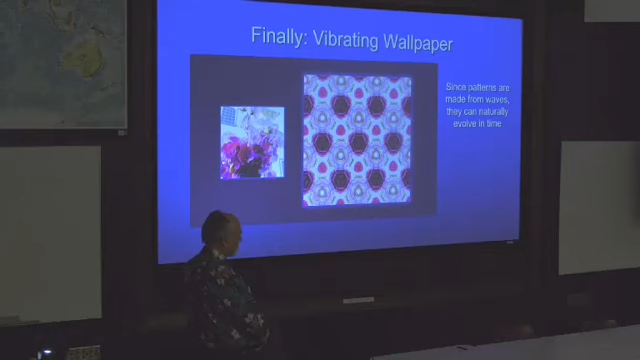 Finally: Vibrating Wallpaper
Since patterns are
made from waves,
they can naturally
evolve in time